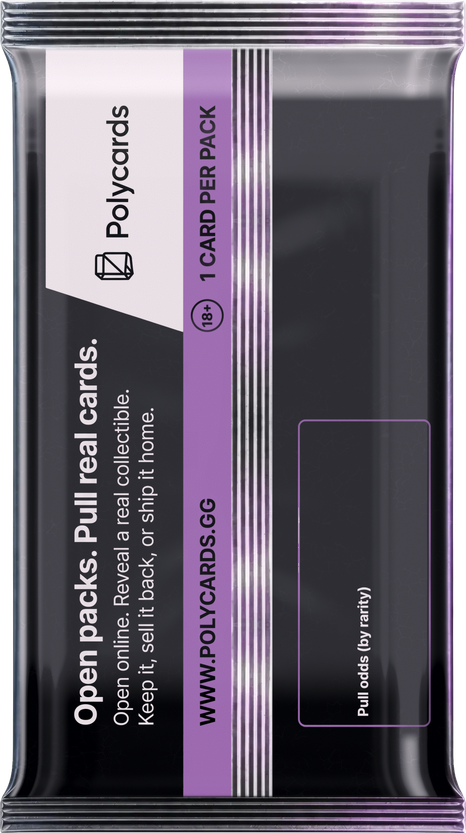 Polycards
Open packs. Pull real cards.
Open online. Reveal a real collectible.
Keep it, sell it back, or ship it home.
WWW.POLYCARDS.GG
18+
1 CARD PER PACK
Pull odds (by rarity)